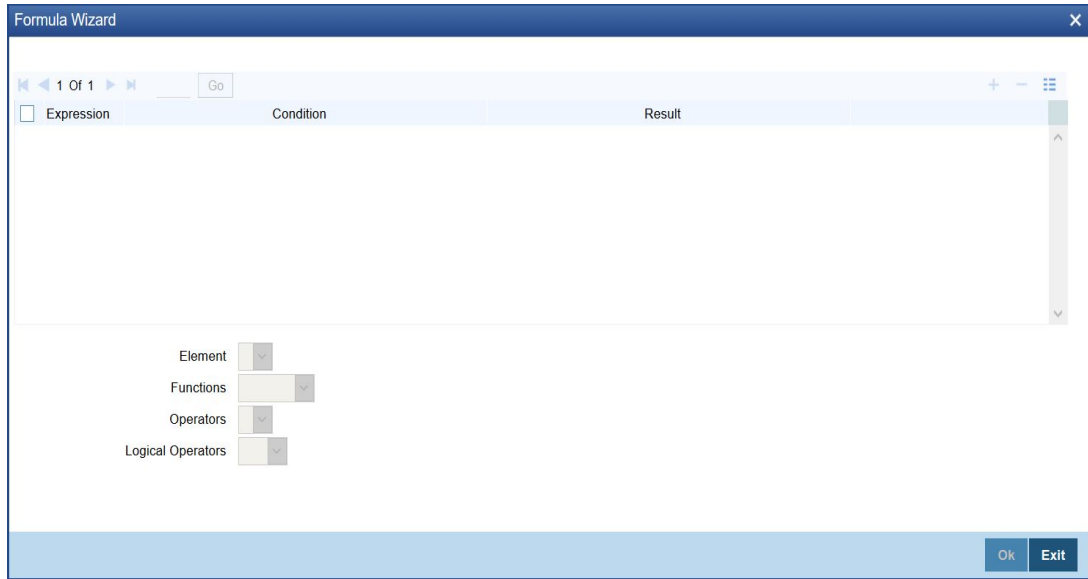 Formula Wizard
1 Of 1 Go
Expression Condition Result
Element
Functions
Operators
Logical Operators
Ok Exit